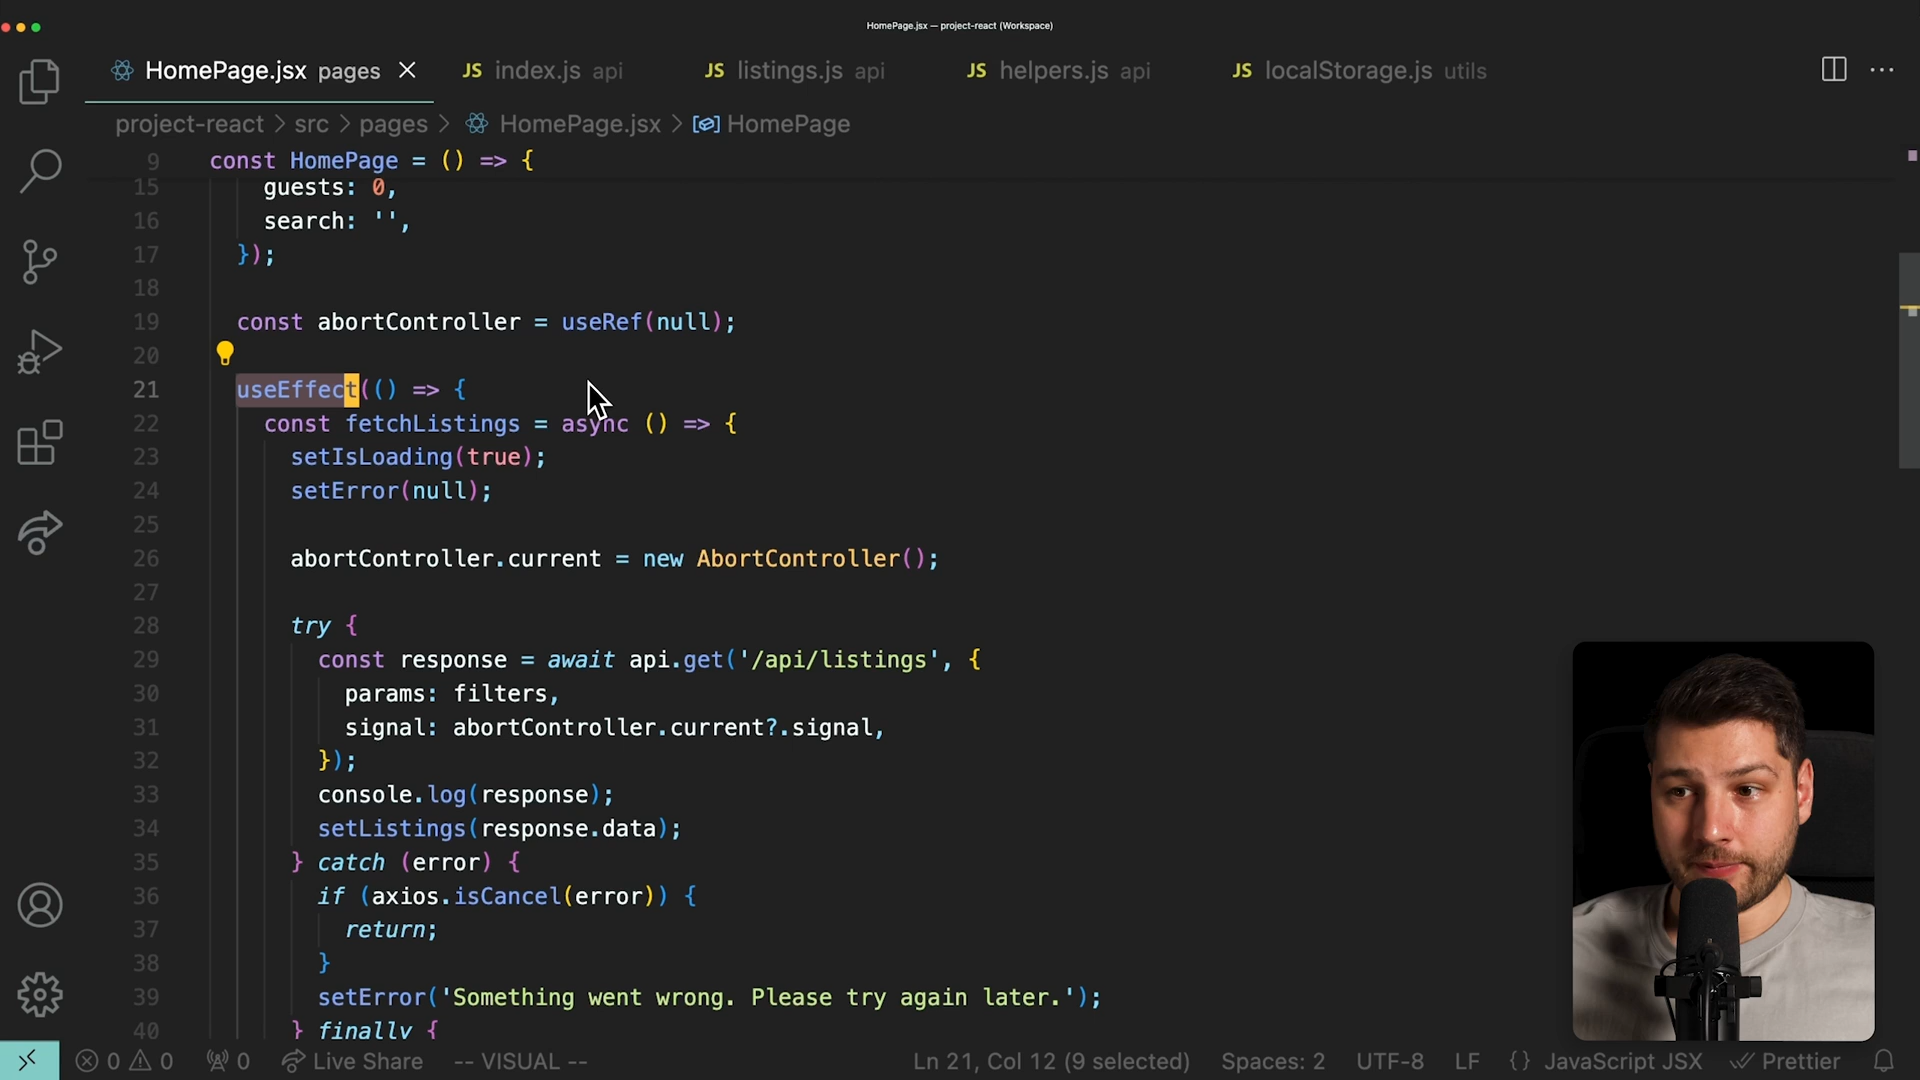 HomePage.jsx — project-react (Workspace)
HomePage.jsx pages
JS index.js api
JS listings.js api
JS helpers.js api
JS localStorage.js utils
project-react > src > pages > HomePage.jsx > HomePage
9 const HomePage = () => {
15 guests: 0,
16 search: '',
17 });
18
19 const abortController = useRef(null);
20
21 useEffect(() => {
22 const fetchListings = async () => {
23 setIsLoading(true);
24 setError(null);
25
26 abortController.current = new AbortController();
27
28 try {
29 const response = await api.get('/api/listings', {
30 params: filters,
31 signal: abortController.current?.signal,
32 });
33 console.log(response);
34 setListings(response.data);
35 } catch (error) {
36 if (axios.isCancel(error)) {
37 return;
38 }
39 setError('Something went wrong. Please try again later.');
40 } finally {
0 0 0 Live Share -- VISUAL -- Ln 21, Col 12 (9 selected) Spaces: 2 UTF-8 LF {} JavaScript JSX Prettier